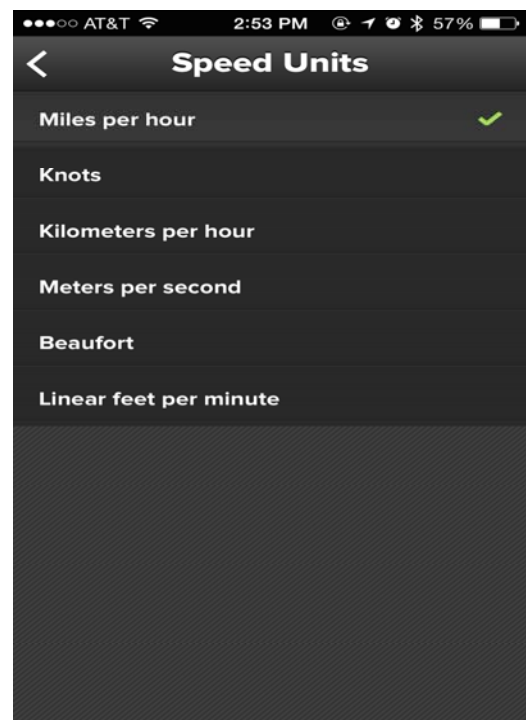 AT&T 2:53 PM 57%
Speed Units
Miles per hour
Knots
Kilometers per hour
Meters per second
Beaufort
Linear feet per minute